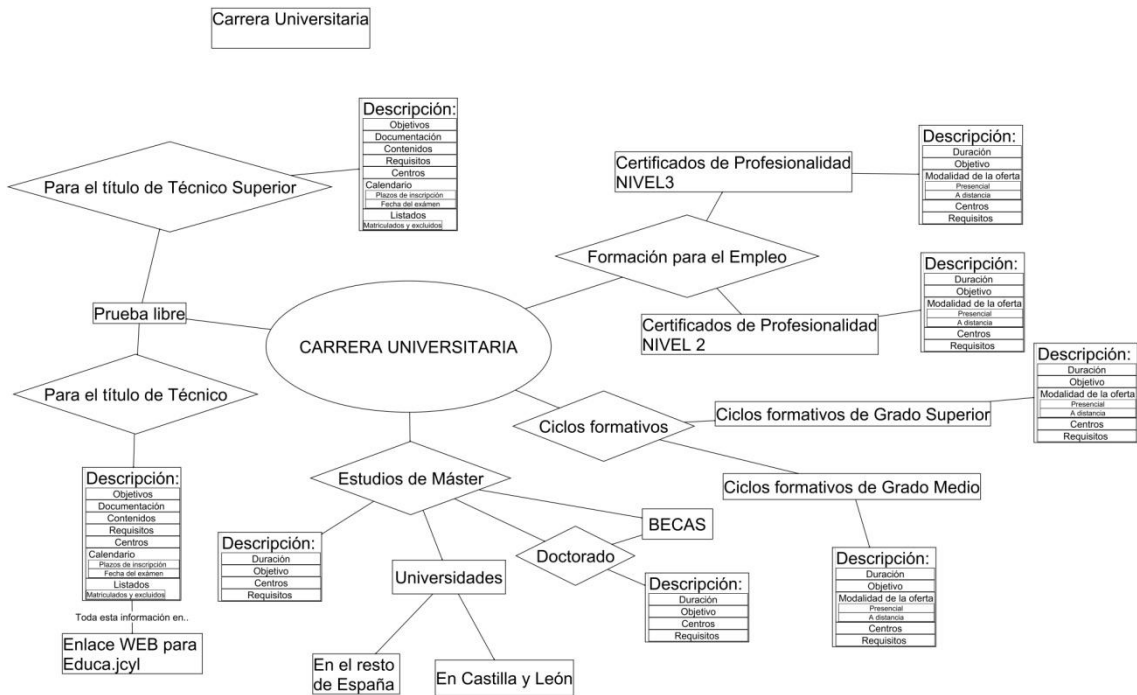 Carrera Universitaria
Descripción:
Objetivos
Documentación
Contenidos
Requisitos
Centros
Calendario
Plazos de inscripción
Fecha del exámen
Listados
Matriculados y excluidos
Para el título de Técnico Superior
Certificados de Profesionalidad
NIVEL3
Descripción:
Duración
Objetivo
Modalidad de la oferta
Presencial
A distancia
Centros
Requisitos
Formación para el Empleo
Prueba libre
CARRERA UNIVERSITARIA
Certificados de Profesionalidad
NIVEL 2
Descripción:
Duración
Objetivo
Modalidad de la oferta
Presencial
A distancia
Centros
Requisitos
Para el título de Técnico
Ciclos formativos
Ciclos formativos de Grado Superior
Descripción:
Duración
Objetivo
Modalidad de la oferta
Presencial
A distancia
Centros
Requisitos
Ciclos formativos de Grado Medio
Descripción:
Duración
Objetivo
Modalidad de la oferta
Presencial
A distancia
Centros
Requisitos
Estudios de Máster
BECAS
Doctorado
Descripción:
Duración
Objetivo
Centros
Requisitos
Descripción:
Duración
Objetivo
Centros
Requisitos
Universidades
En el resto
de España
En Castilla y León
Descripción:
Objetivos
Documentación
Contenidos
Requisitos
Centros
Calendario
Plazos de inscripción
Fecha del exámen
Listados
Matriculados y excluidos
Toda esta información en..
Enlace WEB para
Educa.jcyl